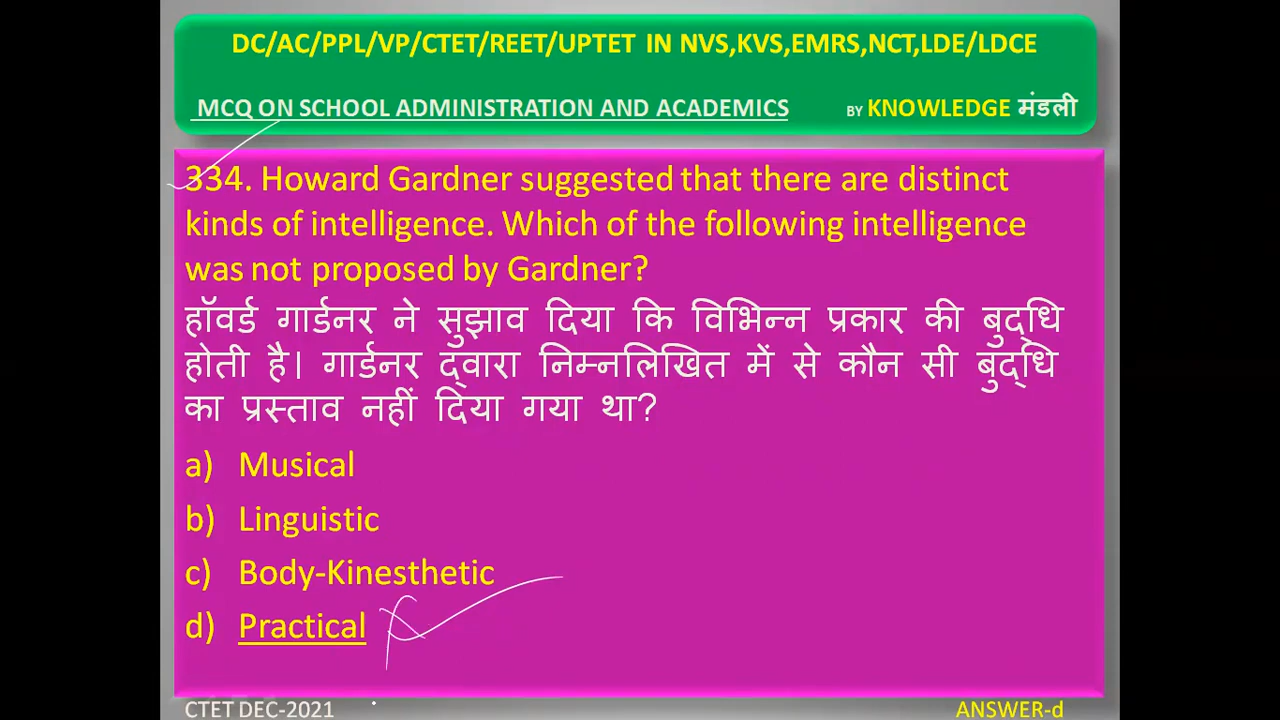 DC/AC/PPL/VP/CTET/REET/UPTET IN NVS,KVS,EMRS,NCT,LDE/LDCE
MCQ ON SCHOOL ADMINISTRATION AND ACADEMICS BY KNOWLEDGE मंडली
334. Howard Gardner suggested that there are distinct
kinds of intelligence. Which of the following intelligence
was not proposed by Gardner?
हॉवर्ड गार्डनर ने सुझाव दिया कि विभिन्न प्रकार की बुद्धि
होती है। गार्डनर द्वारा निम्नलिखित में से कौन सी बुद्धि
का प्रस्ताव नहीं दिया गया था?
a) Musical
b) Linguistic
c) Body-Kinesthetic
d) Practical
CTET DEC-2021 ANSWER-d